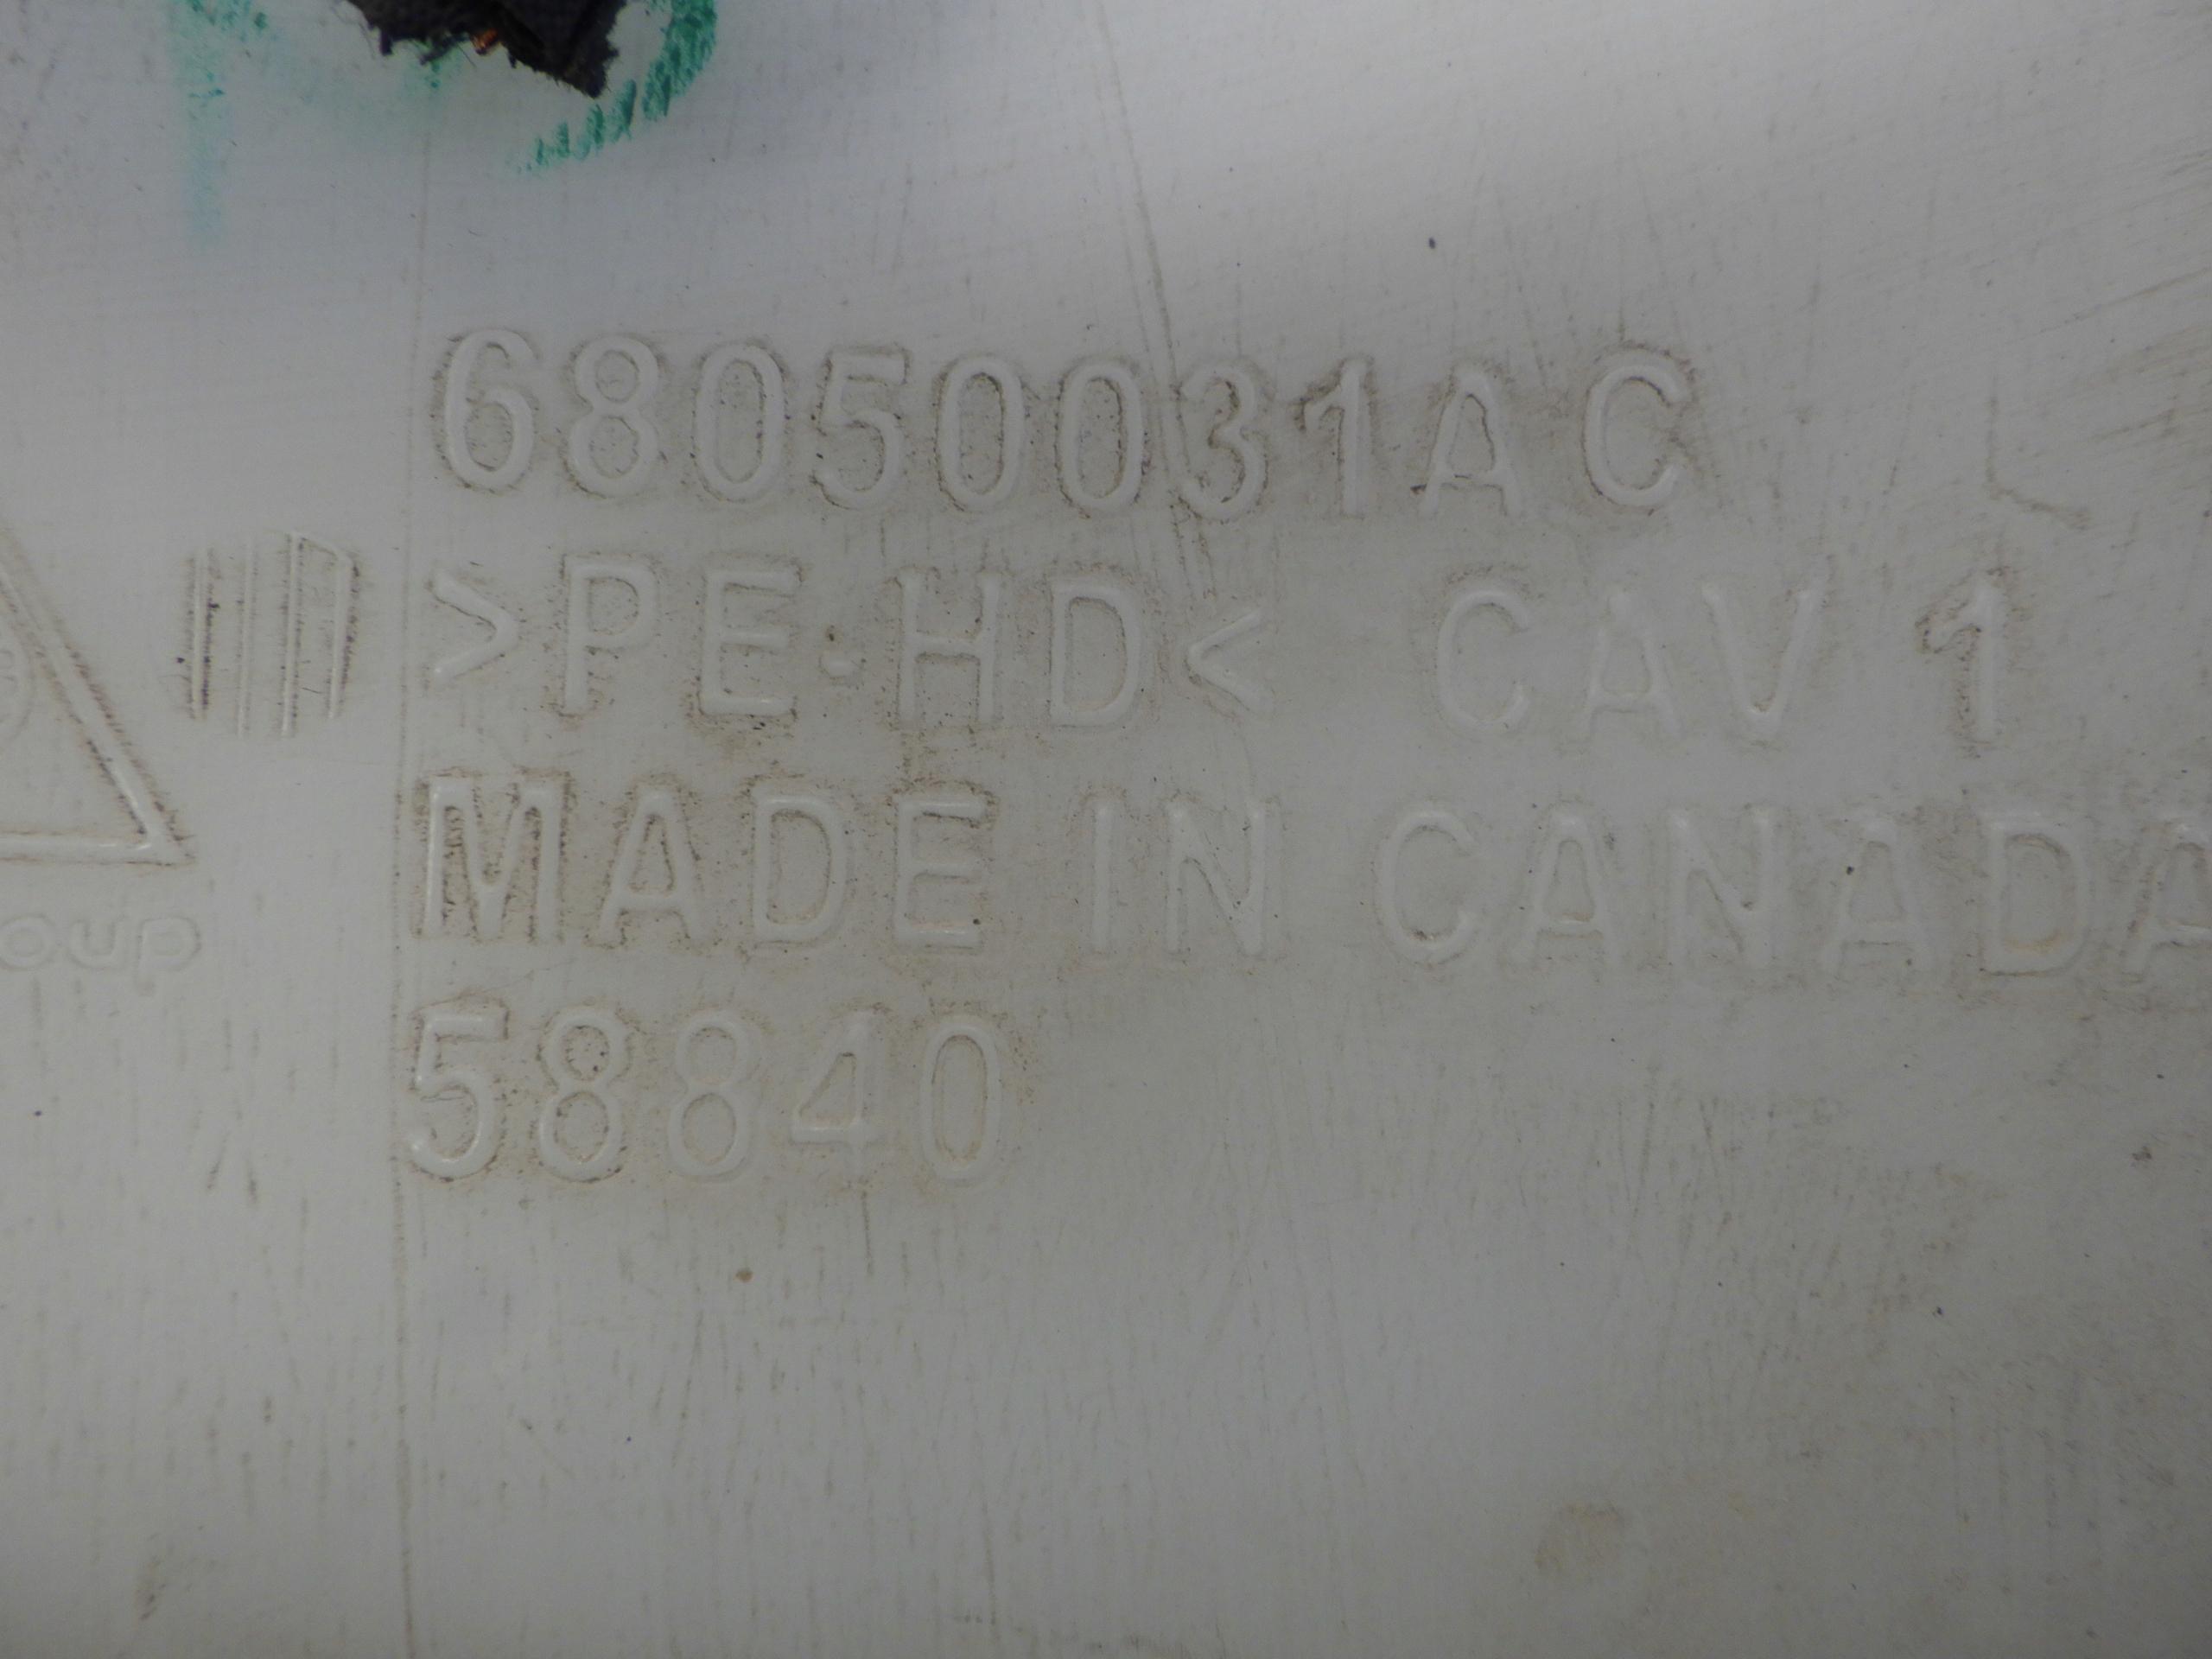 68050031AC
>PE-HD< CAV 1
MADE IN CANADA
oup
58840